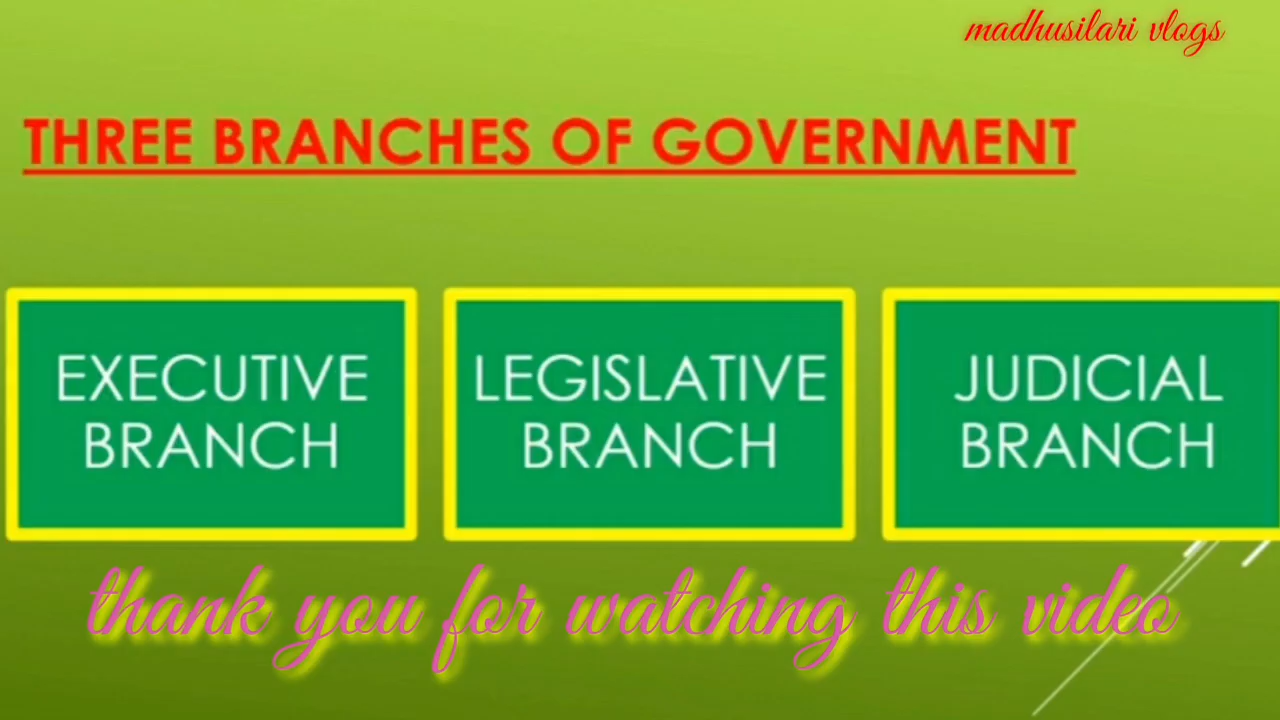 madhusilari vlogs
THREE BRANCHES OF GOVERNMENT
EXECUTIVE
BRANCH
LEGISLATIVE
BRANCH
JUDICIAL
BRANCH
thank you for watching this video